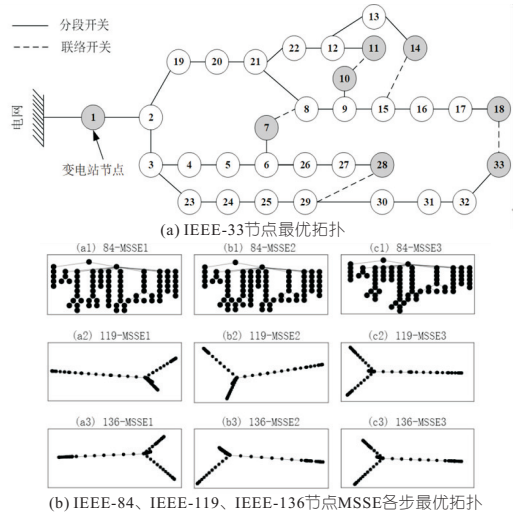 分段开关
联络开关
13
22 12 11 14
19 20 21
10
电网
1 2 8 9 15 16 17 18
7
变电站节点
3 4 5 6 26 27 28 33
23 24 25 29 30 31 32
(a) IEEE-33节点最优拓扑
(a1) 84-MSSE1 (b1) 84-MSSE2 (c1) 84-MSSE3
(a2) 119-MSSE1 (b2) 119-MSSE2 (c2) 119-MSSE3
(a3) 136-MSSE1 (b3) 136-MSSE2 (c3) 136-MSSE3
(b) IEEE-84、IEEE-119、IEEE-136节点MSSE各步最优拓扑